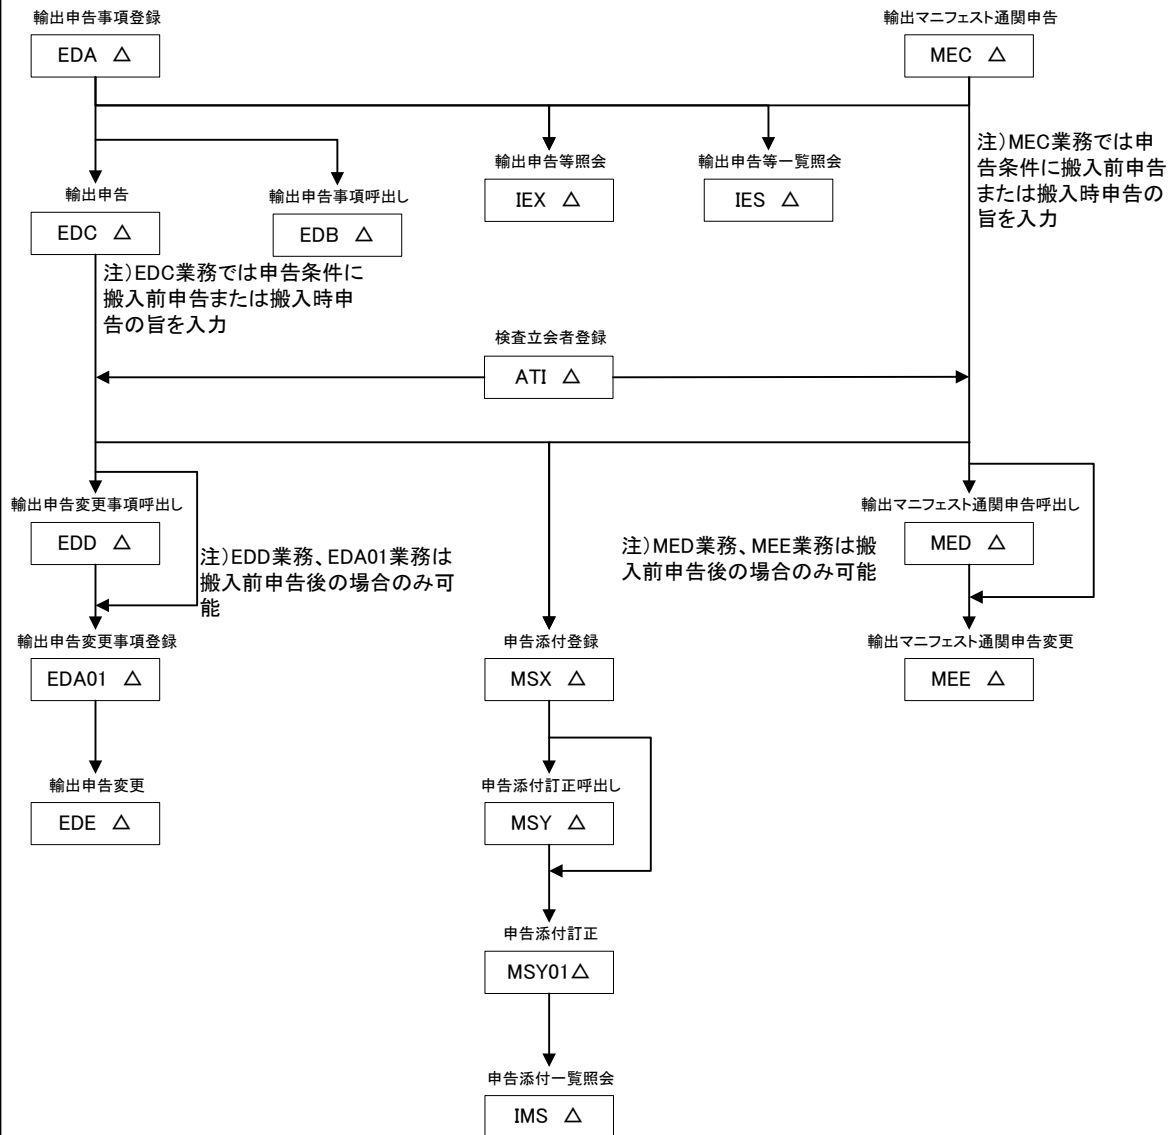 輸出申告事項登録
EDA △
輸出マニフェスト通関申告
MEC △
注)MEC業務では申
告条件に搬入前申告
または搬入時申告の
旨を入力
輸出申告等照会
IEX △
輸出申告等一覧照会
IES △
輸出申告
EDC △
輸出申告事項呼出し
EDB △
注)EDC業務では申告条件に
搬入前申告または搬入時申
告の旨を入力
検査立会者登録
ATI △
輸出申告変更事項呼出し
EDD △
注)EDD業務、EDA01業務は
搬入前申告後の場合のみ可
能
輸出マニフェスト通関申告呼出し
MED △
注)MED業務、MEE業務は搬
入前申告後の場合のみ可能
輸出申告変更事項登録
EDA01 △
申告添付登録
MSX △
輸出マニフェスト通関申告変更
MEE △
輸出申告変更
EDE △
申告添付訂正呼出し
MSY △
申告添付訂正
MSY01△
申告添付一覧照会
IMS △